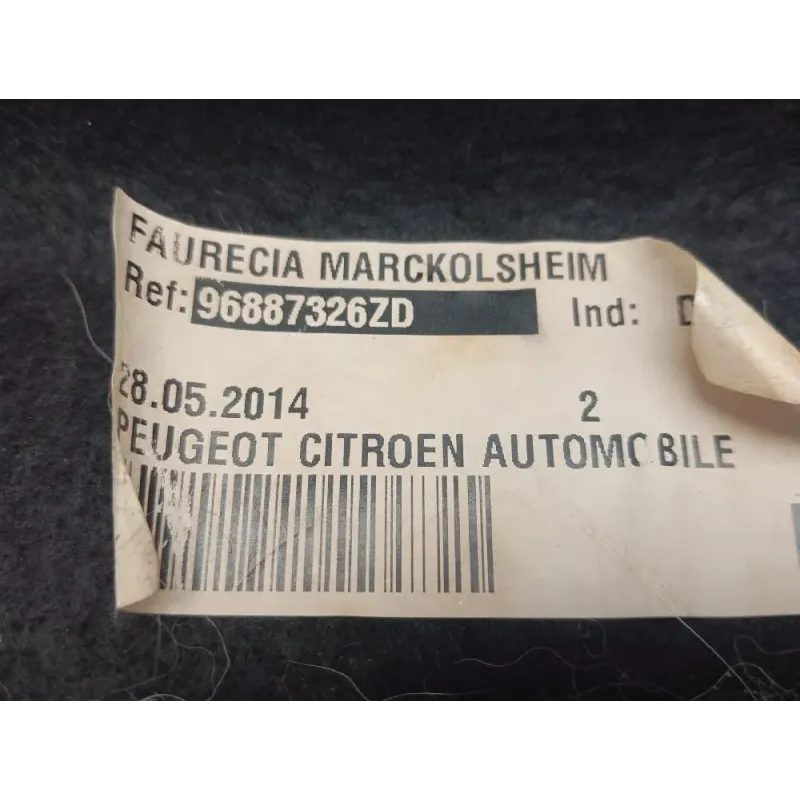 FAURECIA MARCKOLSHEIM
Ref: 96887326ZD Ind: D
28.05.2014 2
PEUGEOT CITROEN AUTOMOBILE